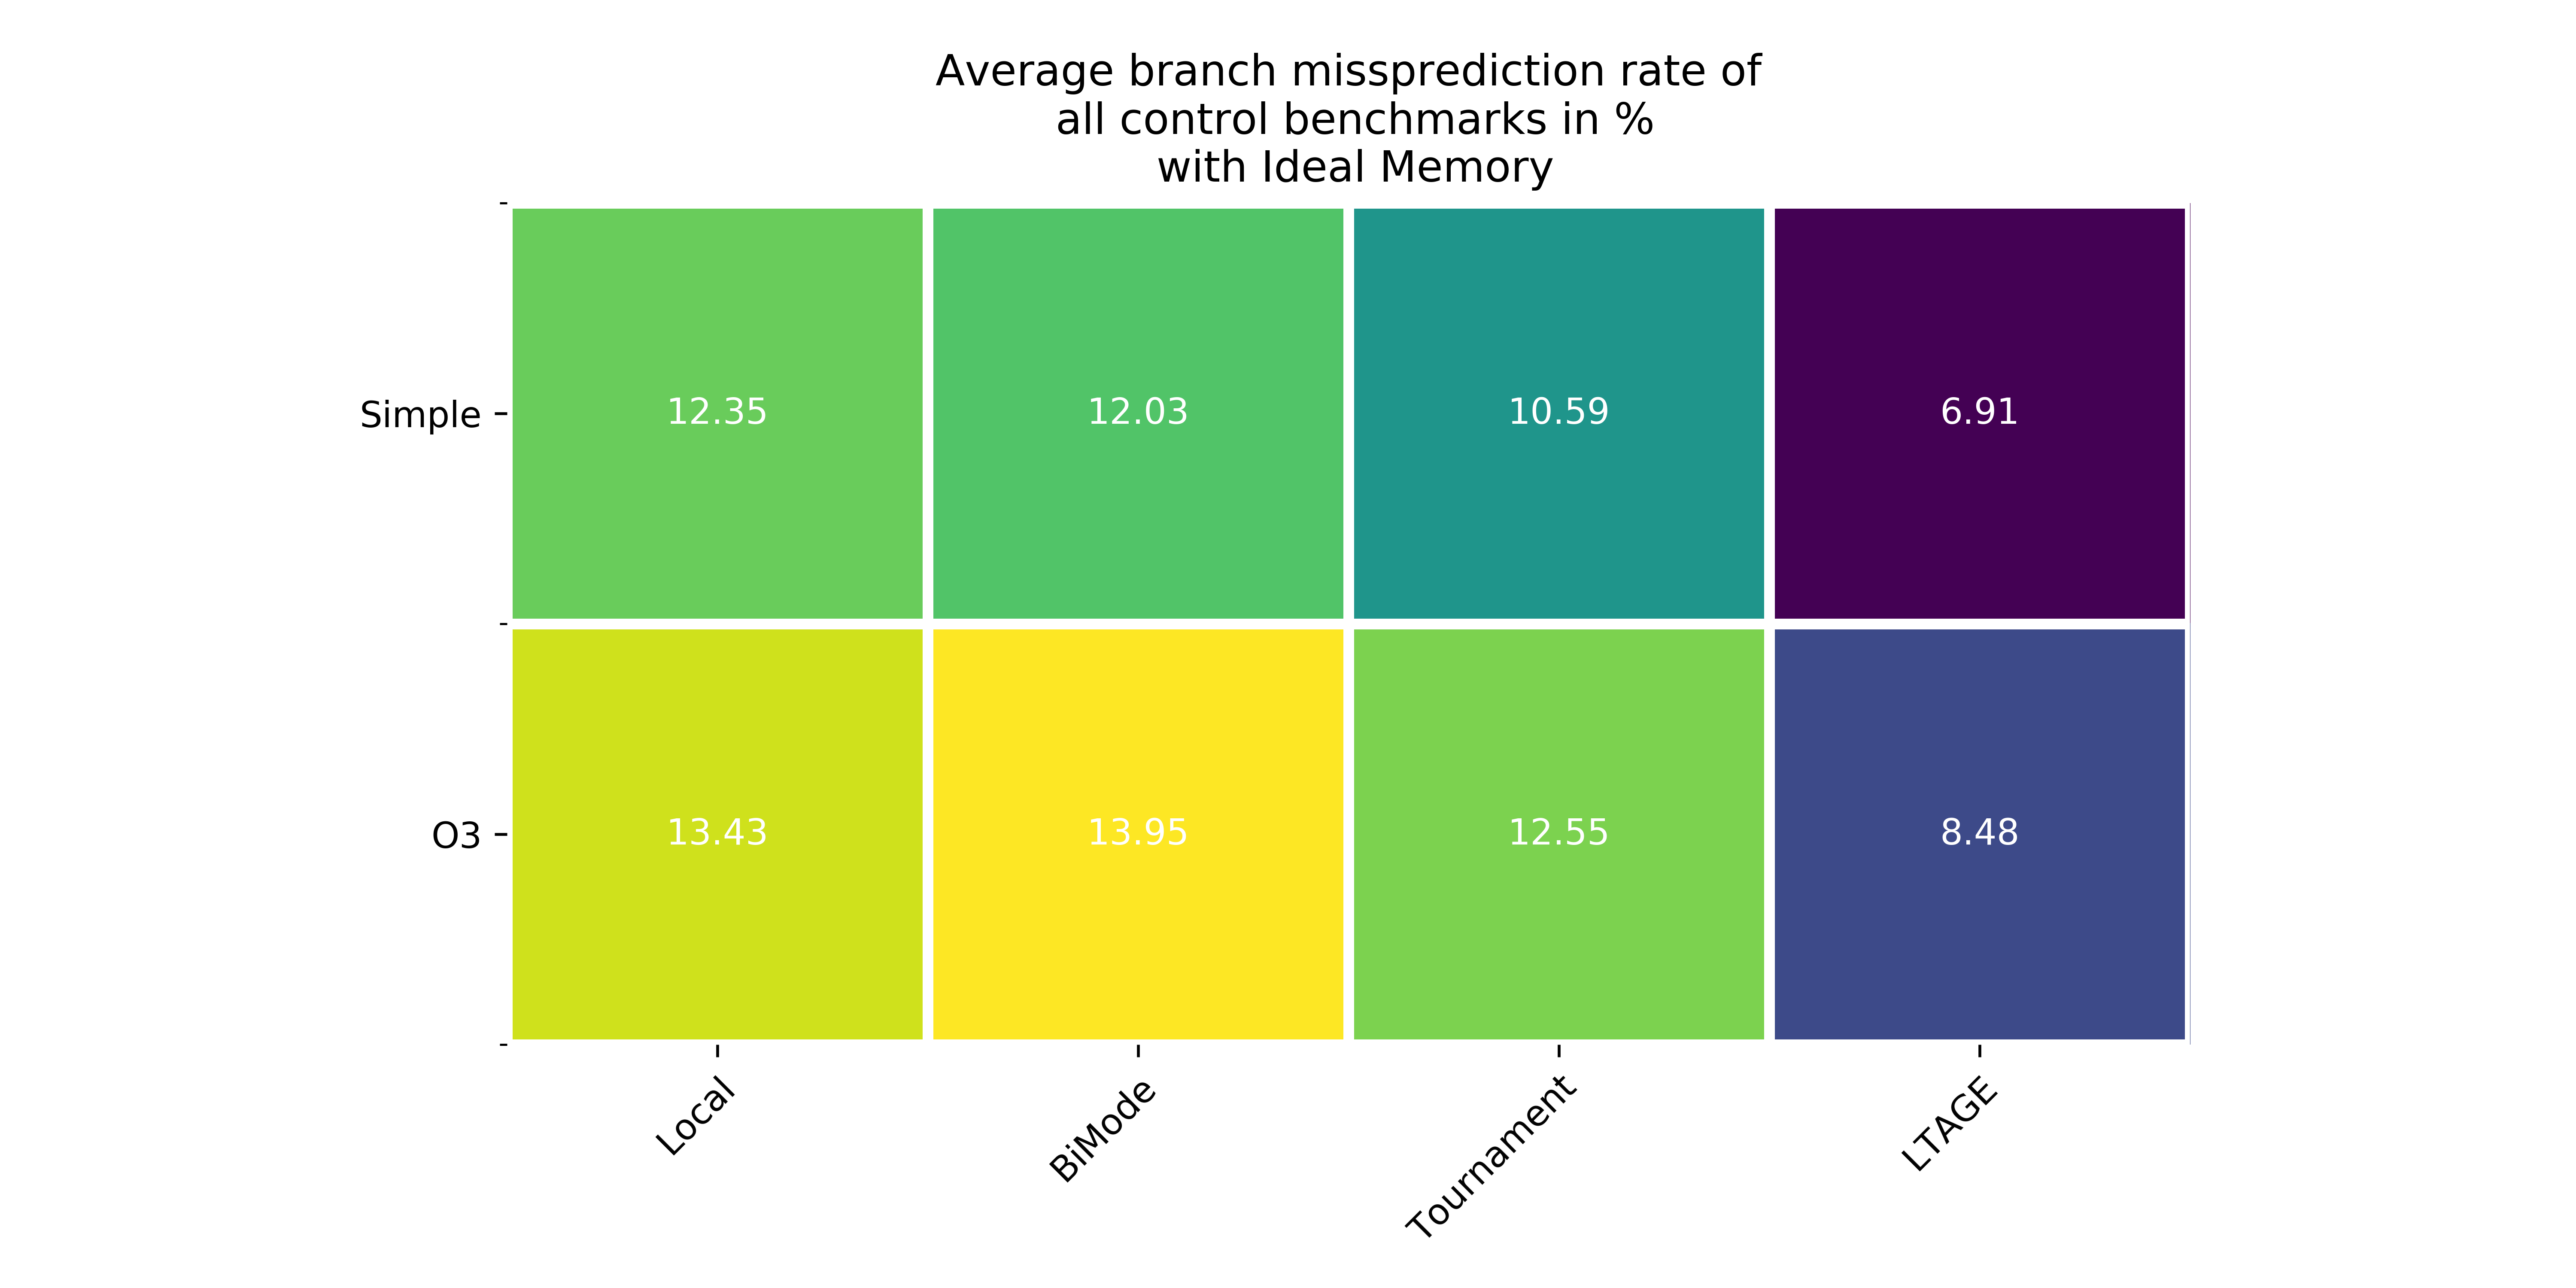 Average branch missprediction rate of
all control benchmarks in %
with Ideal Memory
Simple 12.35 12.03 10.59 6.91
O3 13.43 13.95 12.55 8.48
Local BiMode Tournament LTAGE